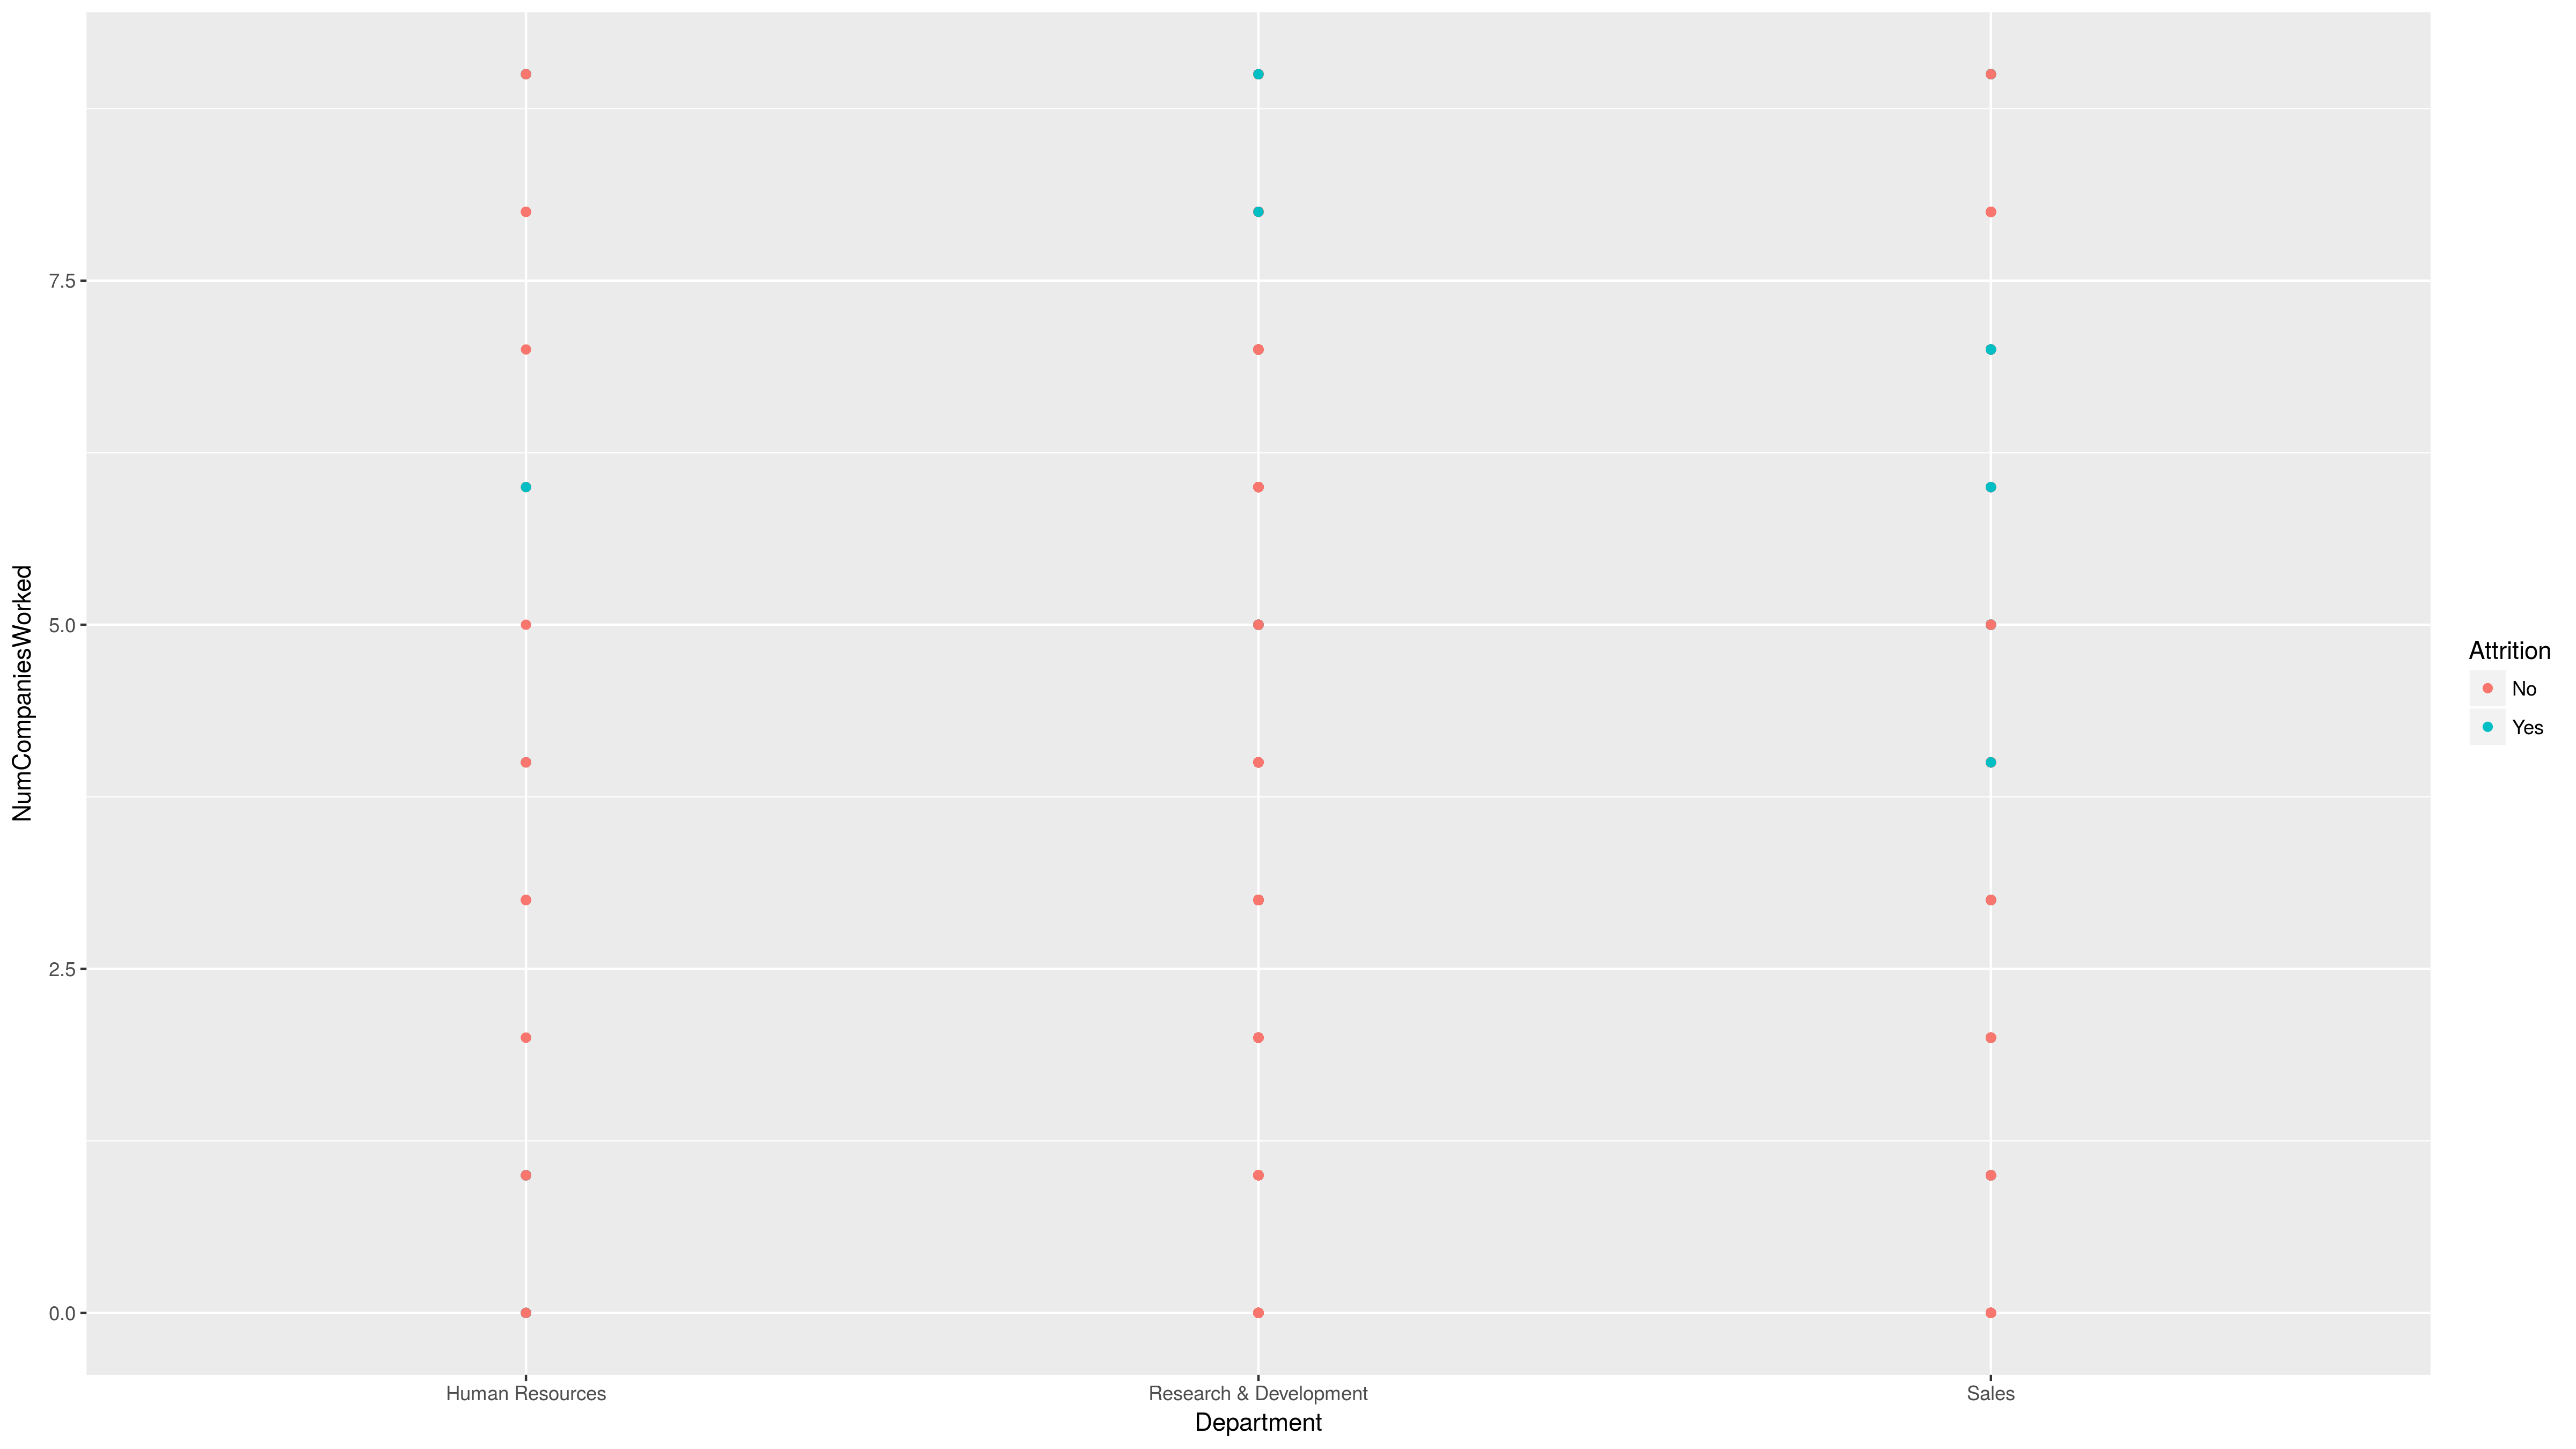 NumCompaniesWorked
7.5
5.0
2.5
0.0
Human Resources
Research & Development
Sales
Department
Attrition
No
Yes